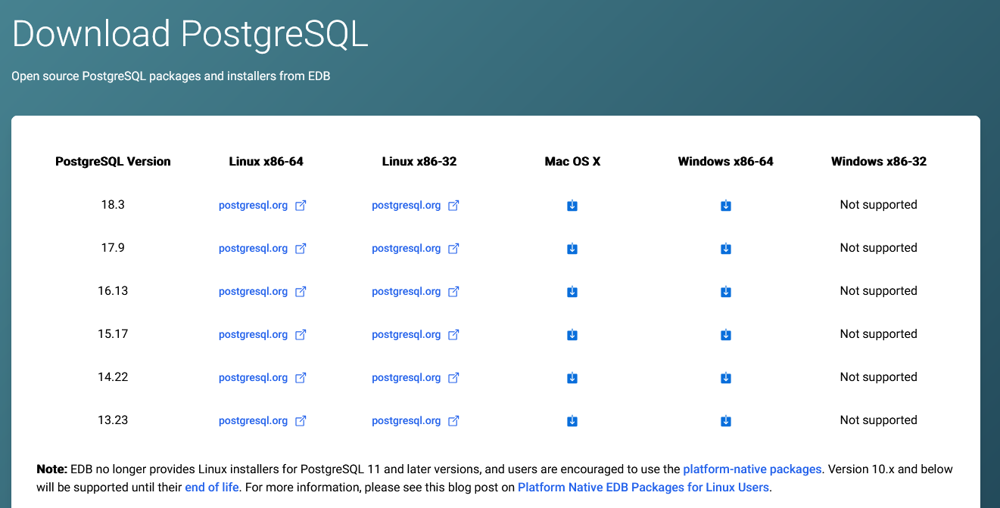 Download PostgreSQL
Open source PostgreSQL packages and installers from EDB
PostgreSQL Version Linux x86-64 Linux x86-32 Mac OS X Windows x86-64 Windows x86-32
18.3 postgresql.org postgresql.org Not supported
17.9 postgresql.org postgresql.org Not supported
16.13 postgresql.org postgresql.org Not supported
15.17 postgresql.org postgresql.org Not supported
14.22 postgresql.org postgresql.org Not supported
13.23 postgresql.org postgresql.org Not supported
Note: EDB no longer provides Linux installers for PostgreSQL 11 and later versions, and users are encouraged to use the platform-native packages. Version 10.x and below
will be supported until their end of life. For more information, please see this blog post on Platform Native EDB Packages for Linux Users.